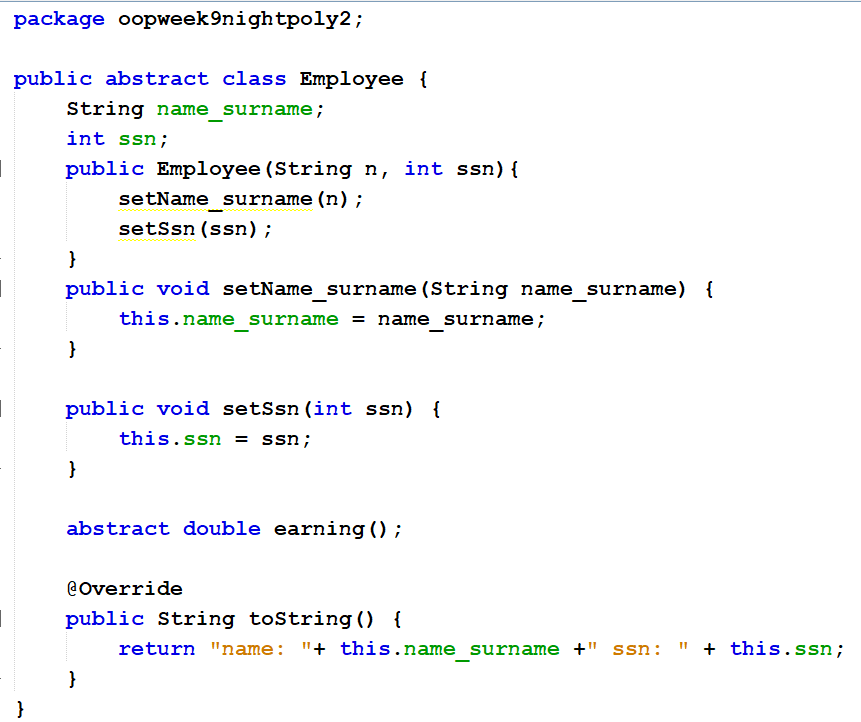 package oopweek9nightpoly2;
public abstract class Employee {
String name_surname;
int ssn;
public Employee(String n, int ssn){
setName_surname(n);
setSsn(ssn);
}
public void setName_surname(String name_surname) {
this.name_surname = name_surname;
}
public void setSsn(int ssn) {
this.ssn = ssn;
}
abstract double earning();
@Override
public String toString() {
return "name: "+ this.name_surname +" ssn: " + this.ssn;
}
}